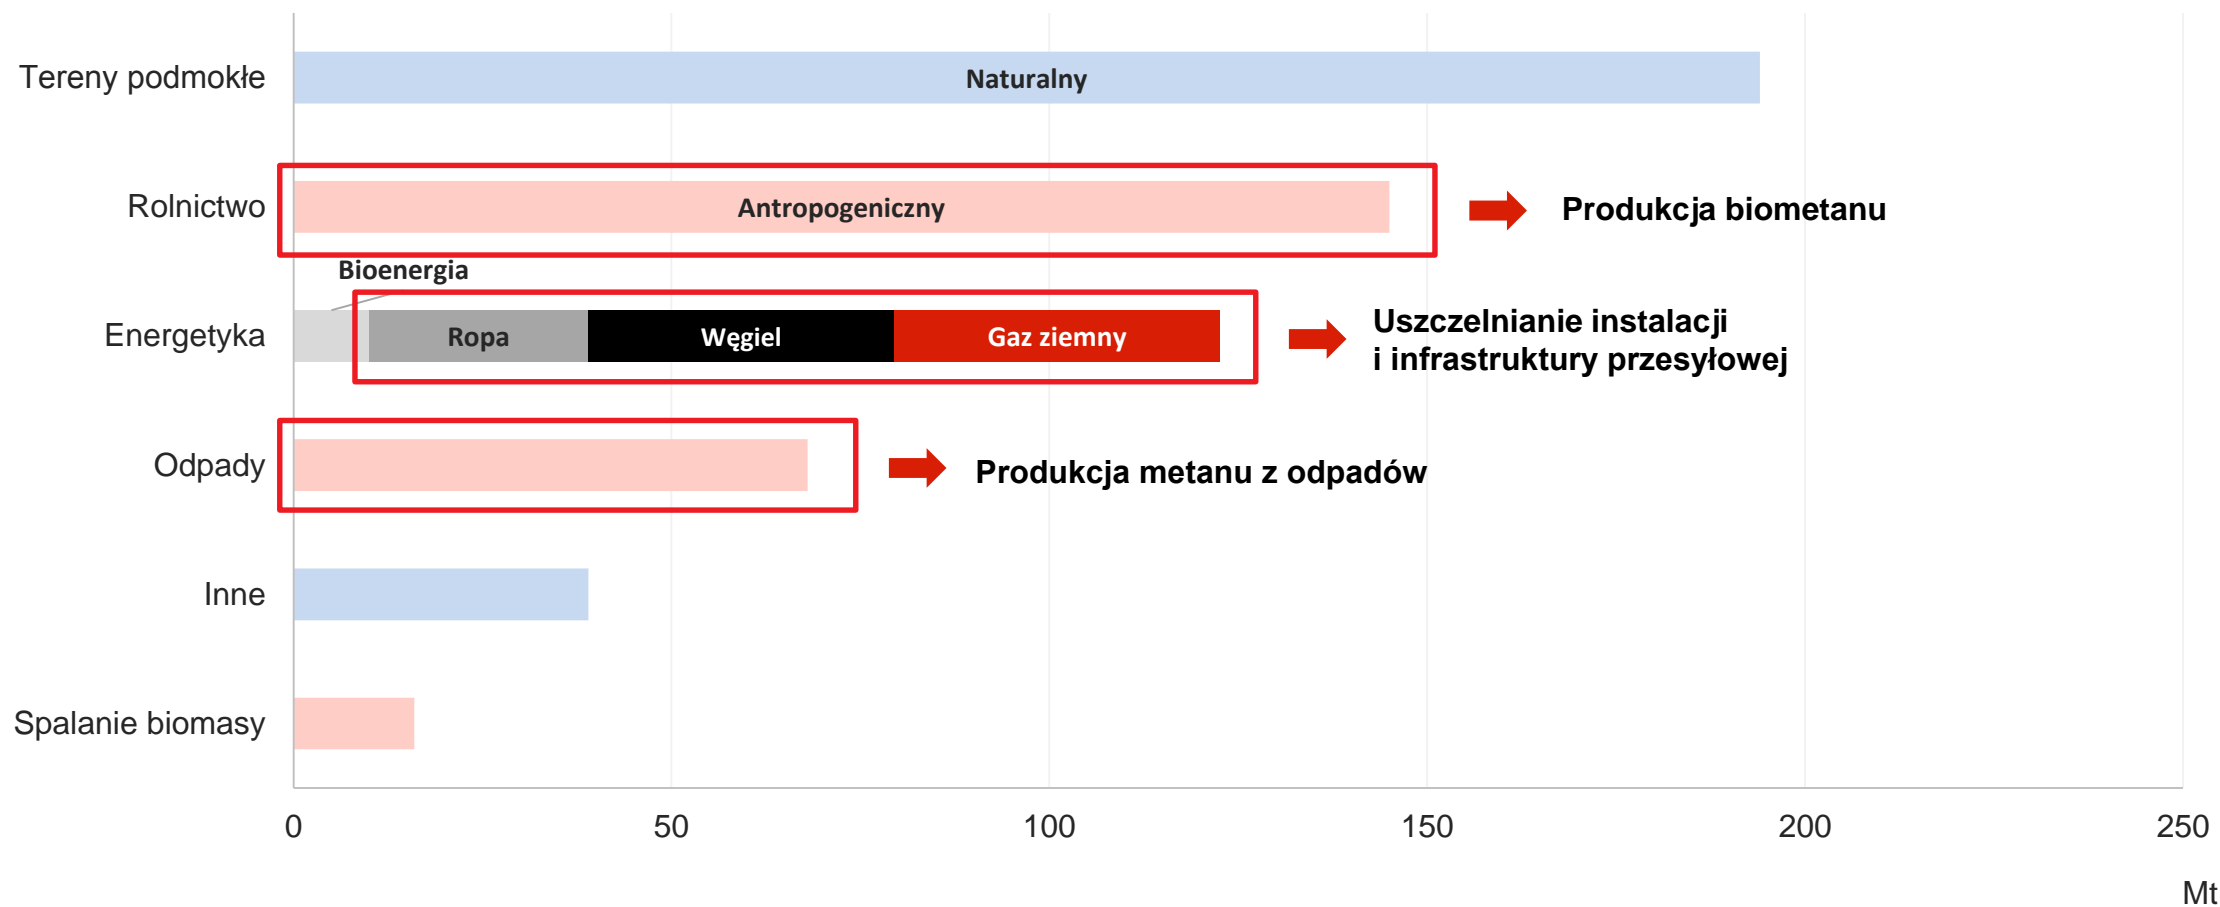 Tereny podmokłe
Naturalny
Rolnictwo
Antropogeniczny
Produkcja biometanu
Bioenergia
Energetyka
Ropa
Węgiel
Gaz ziemny
Uszczelnianie instalacji
i infrastruktury przesyłowej
Odpady
Produkcja metanu z odpadów
Inne
Spalanie biomasy
0 50 100 150 200 250
Mt